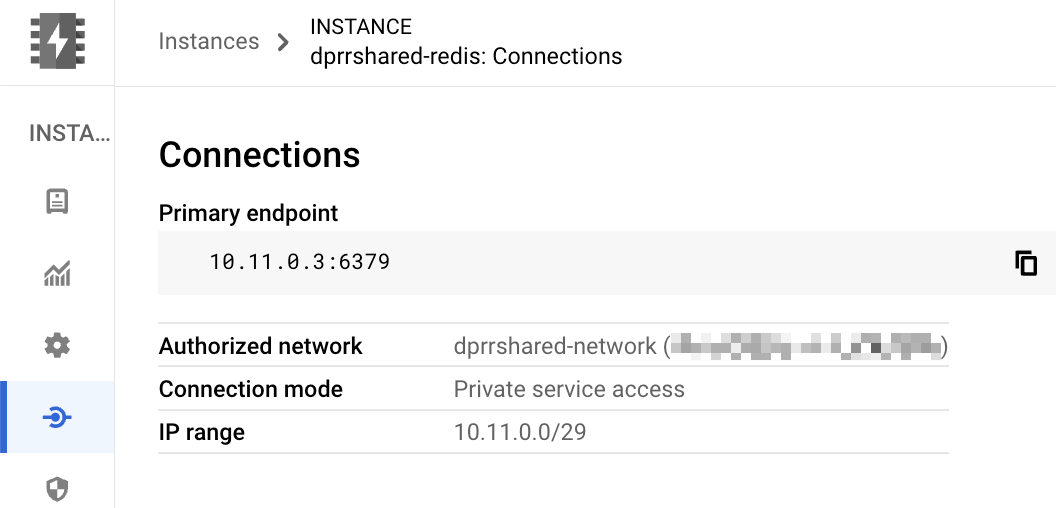 Instances
INSTANCE
dprrshared-redis: Connections
INSTA...
Connections
Primary endpoint
10.11.0.3:6379
Authorized network dprrshared-network ( )
Connection mode Private service access
IP range 10.11.0.0/29